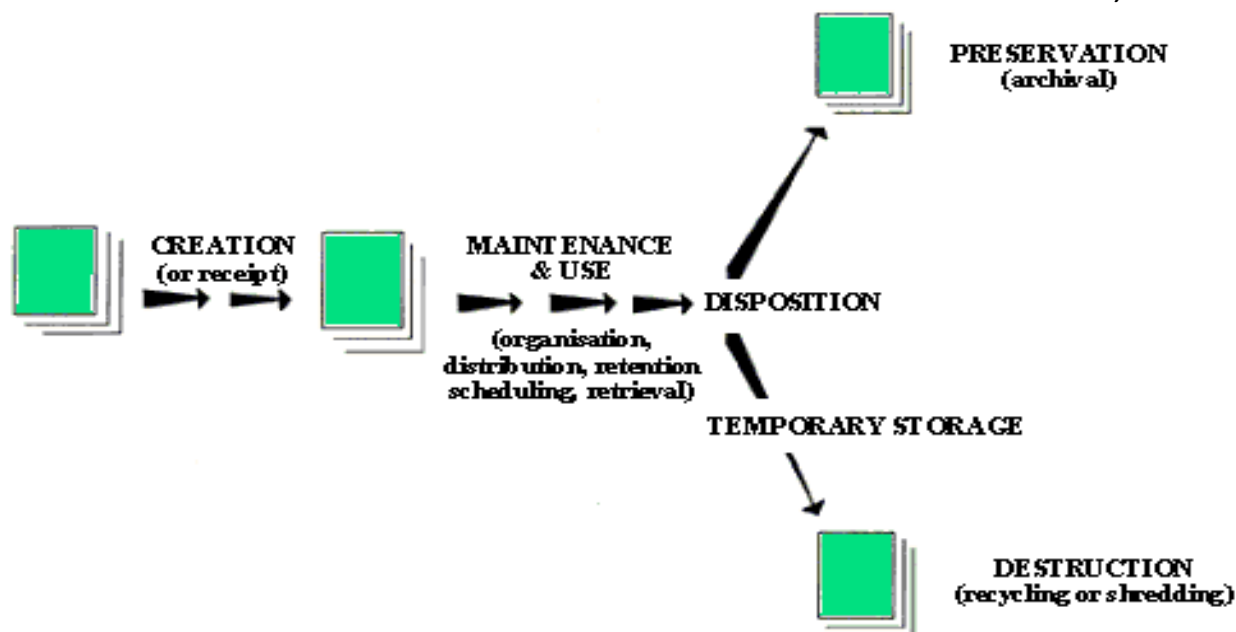 PRESERVATION
(archival)
CREATION
(or receipt)
MAINTENANCE
& USE
DISPOSITION
(organisation,
distribution, retention
scheduling, retrieval)
TEMPORARY STORAGE
DESTRUCTION
(recycling or shredding)